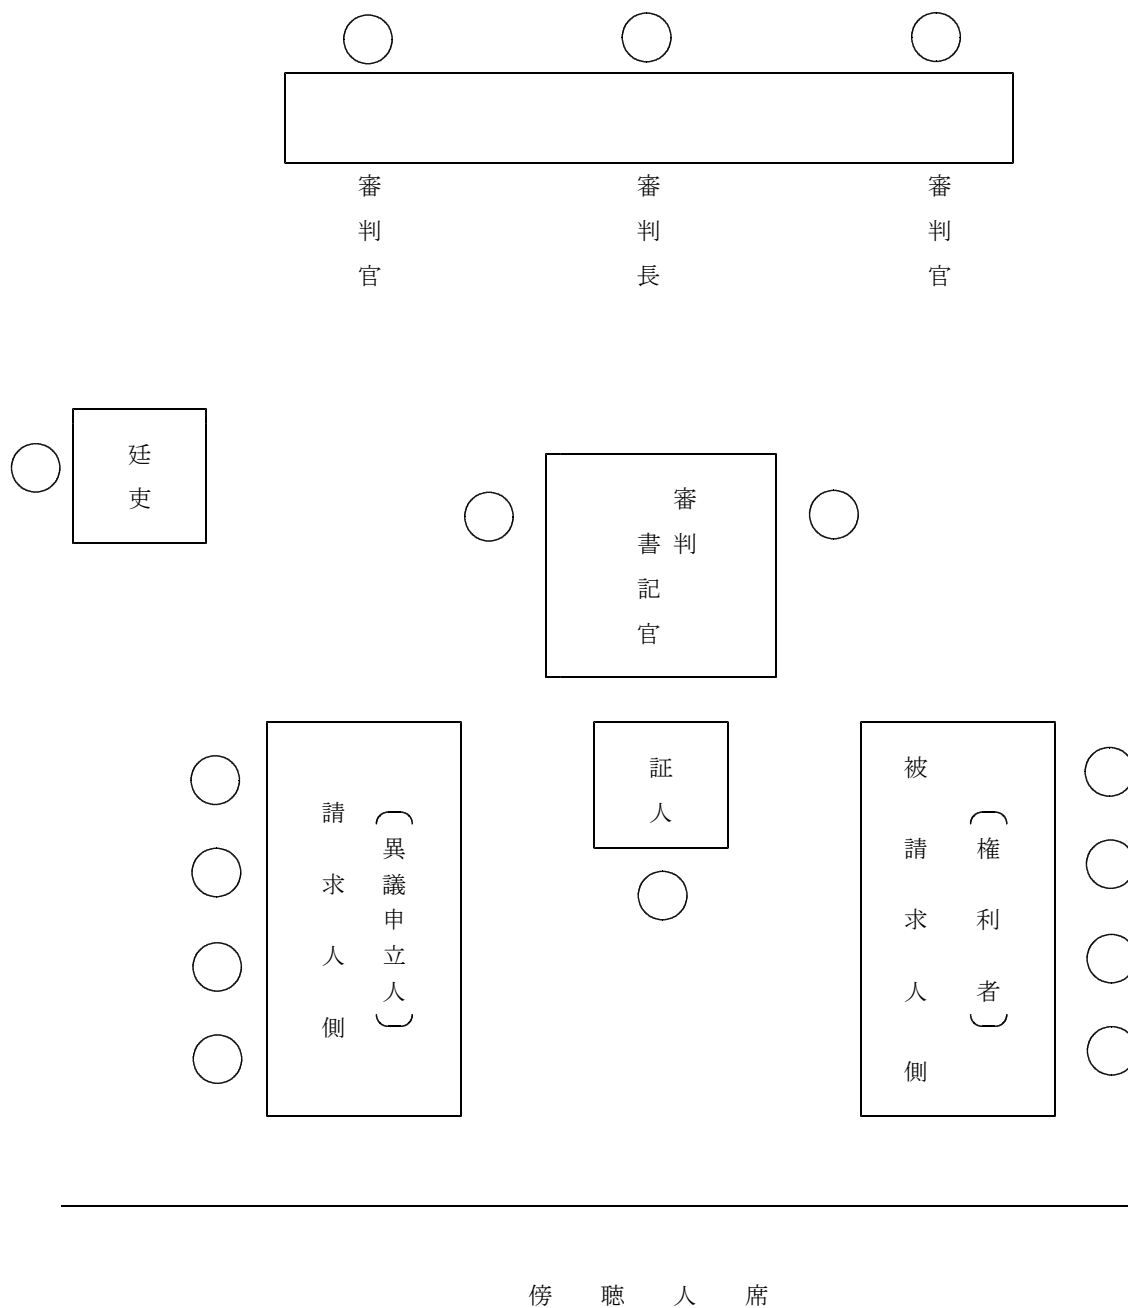 審判官
審判長
審判官
廷吏
審判
書記官
請求人側
（異議申立人）
証人
被請求人側
（権利者）
傍聴人席